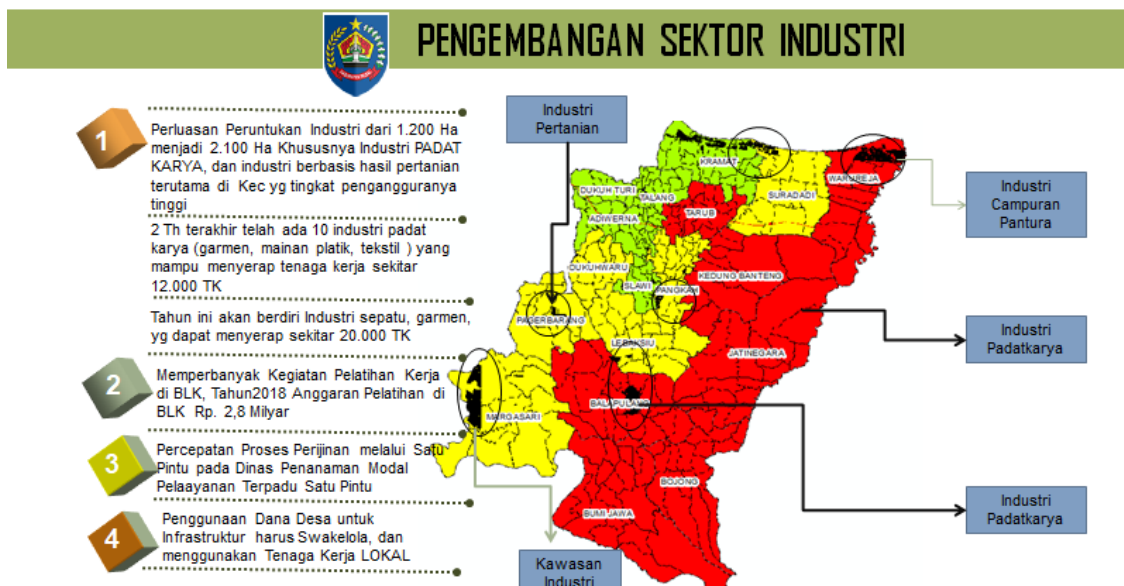 PENGEMBANGAN SEKTOR INDUSTRI
1
Perluasan Peruntukan Industri dari 1.200 Ha
menjadi 2.100 Ha Khususnya Industri PADAT
KARYA, dan industri berbasis hasil pertanian
terutama di Kec yg tingkat pengangguranya
tinggi
2 Th terakhir telah ada 10 industri padat
karya (garmen, mainan platik, tekstil ) yang
mampu menyerap tenaga kerja sekitar
12.000 TK
Tahun ini akan berdiri Industri sepatu, garmen,
yg dapat menyerap sekitar 20.000 TK
2
Memperbanyak Kegiatan Pelatihan Kerja
di BLK, Tahun2018 Anggaran Pelatihan di
BLK Rp. 2,8 Milyar
3
Percepatan Proses Perijinan melalui Satu
Pintu pada Dinas Penanaman Modal
Pelaayanan Terpadu Satu Pintu
4
Penggunaan Dana Desa untuk
Infrastruktur harus Swakelola, dan
menggunakan Tenaga Kerja LOKAL
Industri
Pertanian
KRAMAT
WARUREJA
DUKUH TURI
TALANG
SURADADI
TARUB
ADIWERNA
DUKUHWARU
KEDUNG BANTENG
SLAWI
PANGKAH
PAGERBARANG
LEBAKSIU
JATINEGARA
MARGASARI
BALAPULANG
BOJONG
BUMI JAWA
Industri
Campuran
Pantura
Industri
Padatkarya
Industri
Padatkarya
Kawasan
Industri